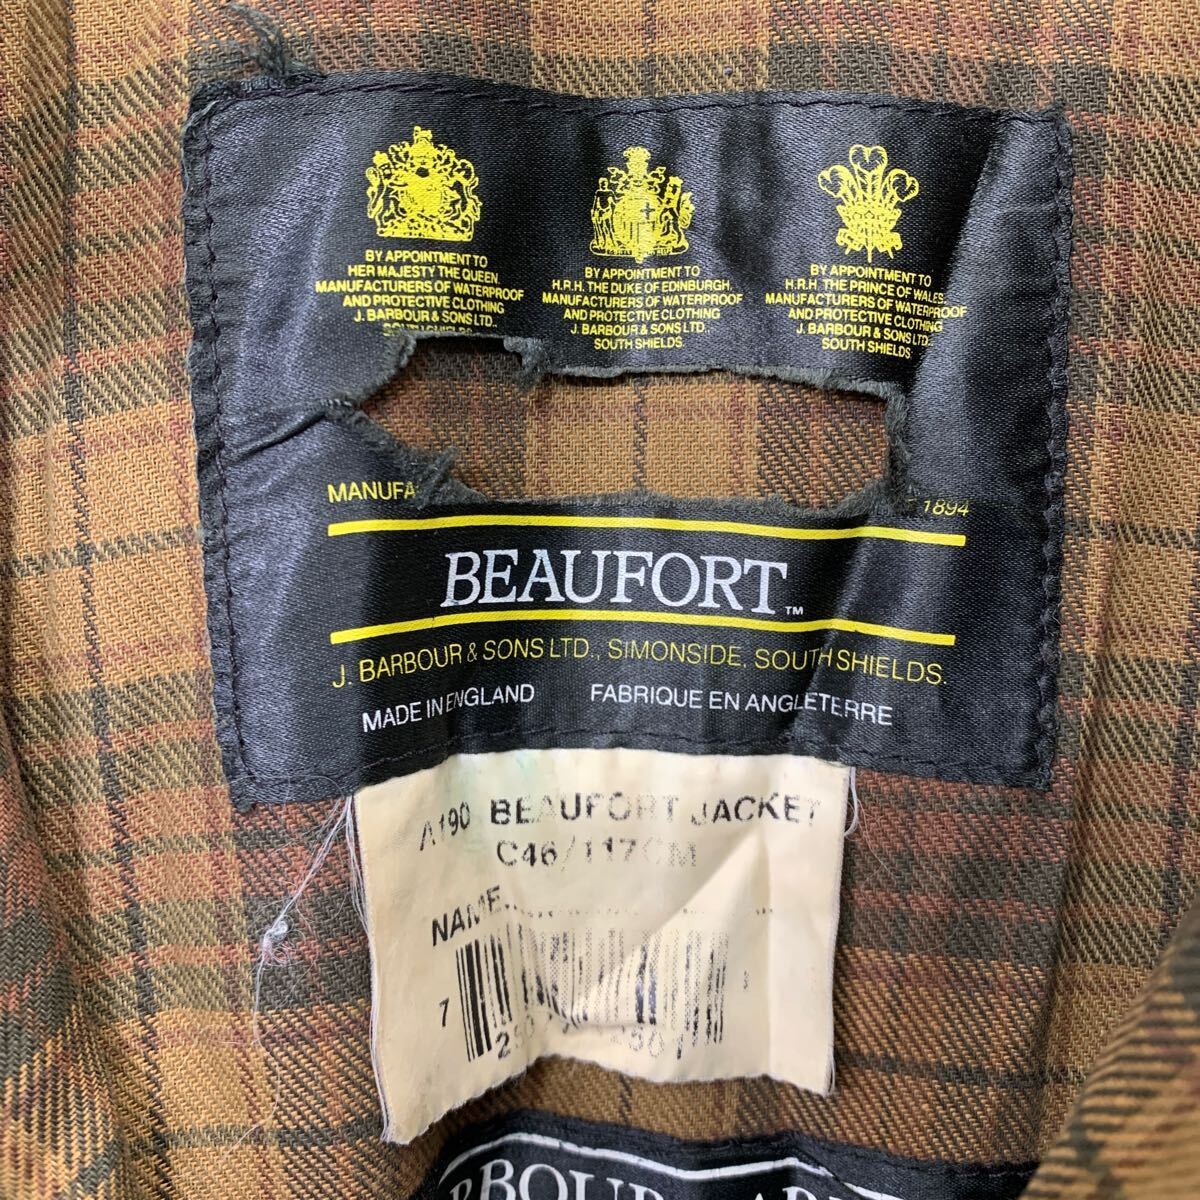 BY APPOINTMENT TO
HER MAJESTY THE QUEEN,
MANUFACTURERS OF WATERPROOF
AND PROTECTIVE CLOTHING
J. BARBOUR & SONS LTD.,
SOUTH SHIELDS
BY APPOINTMENT TO
H.R.H. THE DUKE OF EDINBURGH,
MANUFACTURERS OF WATERPROOF
AND PROTECTIVE CLOTHING
J. BARBOUR & SONS LTD.
SOUTH SHIELDS
BY APPOINTMENT TO
H.R.H. THE PRINCE OF WALES,
MANUFACTURERS OF WATERPROOF
AND PROTECTIVE CLOTHING
J. BARBOUR & SONS LTD
SOUTH SHIELDS
MANUFA 1894
BEAUFORT™
J. BARBOUR & SONS LTD., SIMONSIDE, SOUTH SHIELDS.
MADE IN ENGLAND FABRIQUE EN ANGLETERRE
A190 BEAUFORT JACKET
C46/117CM
NAME
7